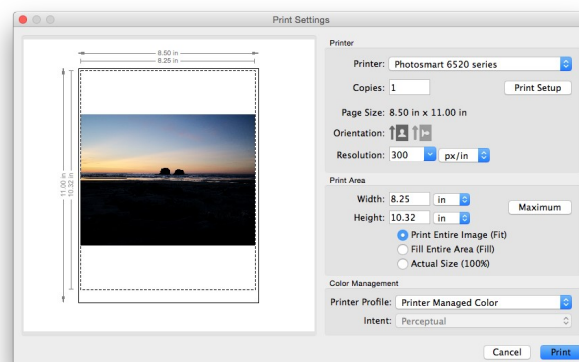 Print Settings
8.50 in
8.25 in
11.00 in
10.32 in
Printer
Printer: Photosmart 6520 series
Copies: 1 Print Setup
Page Size: 8.50 in x 11.00 in
Orientation:
Resolution: 300 px/in
Print Area
Width: 8.25 in
Maximum
Height: 10.32 in
Print Entire Image (Fit)
Fill Entire Area (Fill)
Actual Size (100%)
Color Management
Printer Profile: Printer Managed Color
Intent: Perceptual
Cancel Print